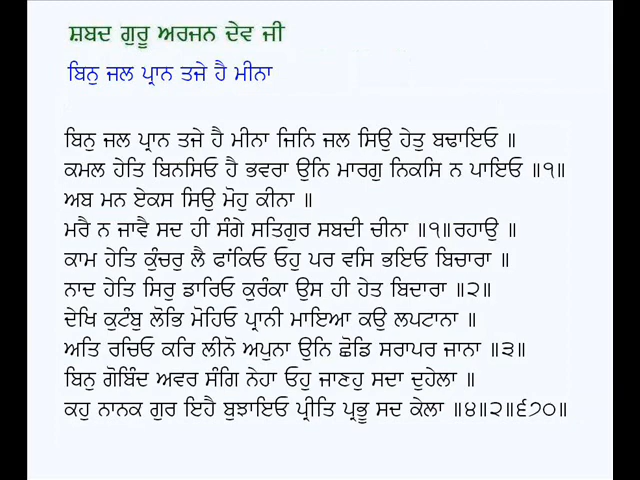 ਸ਼ਬਦ ਗੁਰੂ ਅਰਜਨ ਦੇਵ ਜੀ
ਬਿਨੁ ਜਲ ਪ੍ਰਾਨ ਤਜੇ ਹੈ ਮੀਨਾ
ਬਿਨੁ ਜਲ ਪ੍ਰਾਨ ਤਜੇ ਹੈ ਮੀਨਾ ਜਿਨਿ ਜਲ ਸਿਉ ਹੇਤੁ ਬਢਾਇਓ ॥
ਕਮਲ ਹੇਤਿ ਬਿਨਸਿਓ ਹੈ ਭਵਰਾ ਉਨਿ ਮਾਰਗੁ ਨਿਕਸਿ ਨ ਪਾਇਓ ॥੧॥
ਅਬ ਮਨ ਏਕਸ ਸਿਉ ਮੋਹੁ ਕੀਨਾ ॥
ਮਰੈ ਨ ਜਾਵੈ ਸਦ ਹੀ ਸੰਗੇ ਸਤਿਗੁਰ ਸਬਦੀ ਚੀਨਾ ॥੧॥ਰਹਾਉ ॥
ਕਾਮ ਹੇਤਿ ਕੁੰਚਰੁ ਲੈ ਫਾਂਕਿਓ ਓਹੁ ਪਰ ਵਸਿ ਭਇਓ ਬਿਚਾਰਾ ॥
ਨਾਦ ਹੇਤਿ ਸਿਰੁ ਡਾਰਿਓ ਕੁਰੰਕਾ ਉਸ ਹੀ ਹੇਤ ਬਿਦਾਰਾ ॥੨॥
ਦੇਖਿ ਕੁਟੰਬੁ ਲੋਭਿ ਮੋਹਿਓ ਪ੍ਰਾਨੀ ਮਾਇਆ ਕਉ ਲਪਟਾਨਾ ॥
ਅਤਿ ਰਚਿਓ ਕਰਿ ਲੀਨੋ ਅਪੁਨਾ ਉਨਿ ਛੋਡਿ ਸਰਾਪਰ ਜਾਨਾ ॥੩॥
ਬਿਨੁ ਗੋਬਿੰਦ ਅਵਰ ਸੰਗਿ ਨੇਹਾ ਓਹੁ ਜਾਣਹੁ ਸਦਾ ਦੁਹੇਲਾ ॥
ਕਹੁ ਨਾਨਕ ਗੁਰ ਇਹੈ ਬੁਝਾਇਓ ਪ੍ਰੀਤਿ ਪ੍ਰਭੂ ਸਦ ਕੇਲਾ ॥੪॥੨॥੬੭੦॥